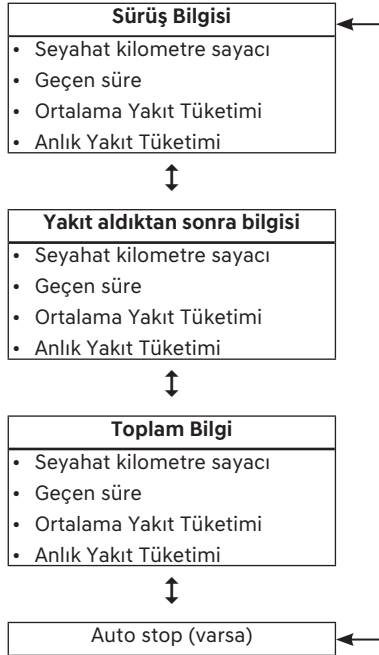 Sürüş Bilgisi
• Seyahat kilometre sayacı
• Geçen süre
• Ortalama Yakıt Tüketimi
• Anlık Yakıt Tüketimi
Yakıt aldıktan sonra bilgisi
• Seyahat kilometre sayacı
• Geçen süre
• Ortalama Yakıt Tüketimi
• Anlık Yakıt Tüketimi
Toplam Bilgi
• Seyahat kilometre sayacı
• Geçen süre
• Ortalama Yakıt Tüketimi
• Anlık Yakıt Tüketimi
Auto stop (varsa)